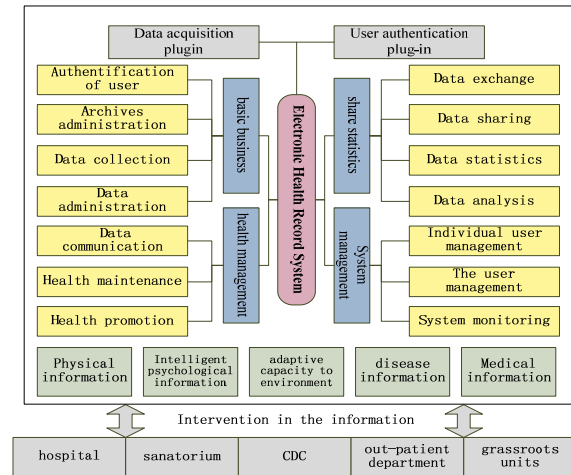 Data acquisition
plugin
User authentication
plug-in
Authentification
of user
Archives
administration
Data collection
Data
administration
Data
communication
Health maintenance
Health promotion
basic business
health management
Electronic Health Record System
share statistics
System
management
Data exchange
Data sharing
Data statistics
Data analysis
Individual user
management
The user
management
System monitoring
Physical
information
Intelligent
psychological
information
adaptive
capacity to
environment
disease
information
Medical
information
Intervention in the information
hospital
sanatorium
CDC
out-patient
department
grassroots
units